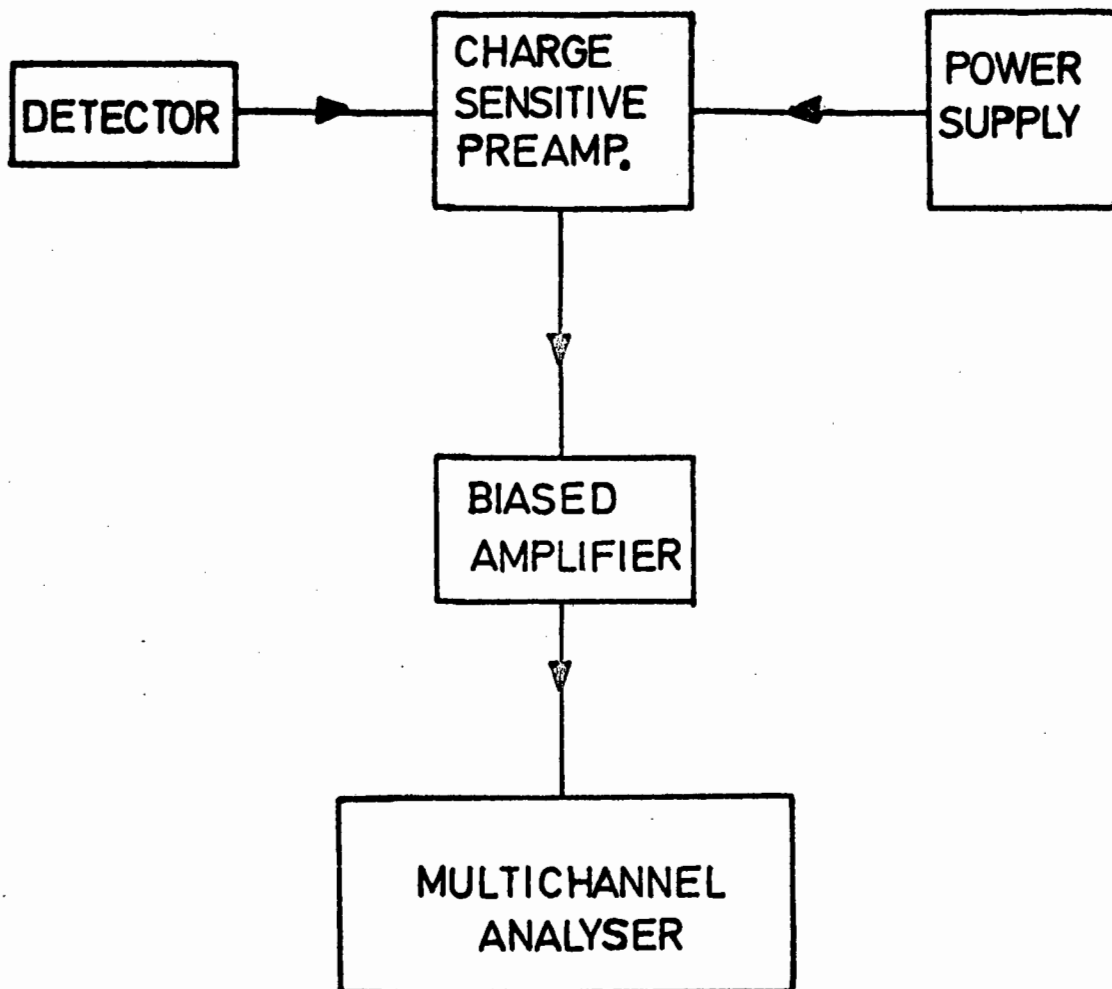 DETECTOR
CHARGE
SENSITIVE
PREAMP.
POWER
SUPPLY
BIASED
AMPLIFIER
MULTICHANNEL
ANALYSER